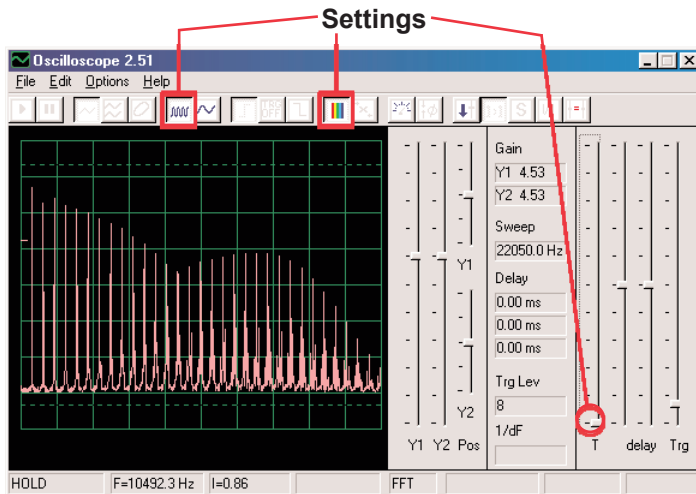 Settings
Oscilloscope 2.51
File Edit Options Help
Gain
Y1 4.53
Y2 4.53
Sweep
22050.0 Hz
Y1
Delay
0.00 ms
0.00 ms
0.00 ms
Trg Lev
8
Y2
1/dF
Y1 Y2 Pos
T delay Trg
HOLD F=10492.3 Hz I=0.86 FFT